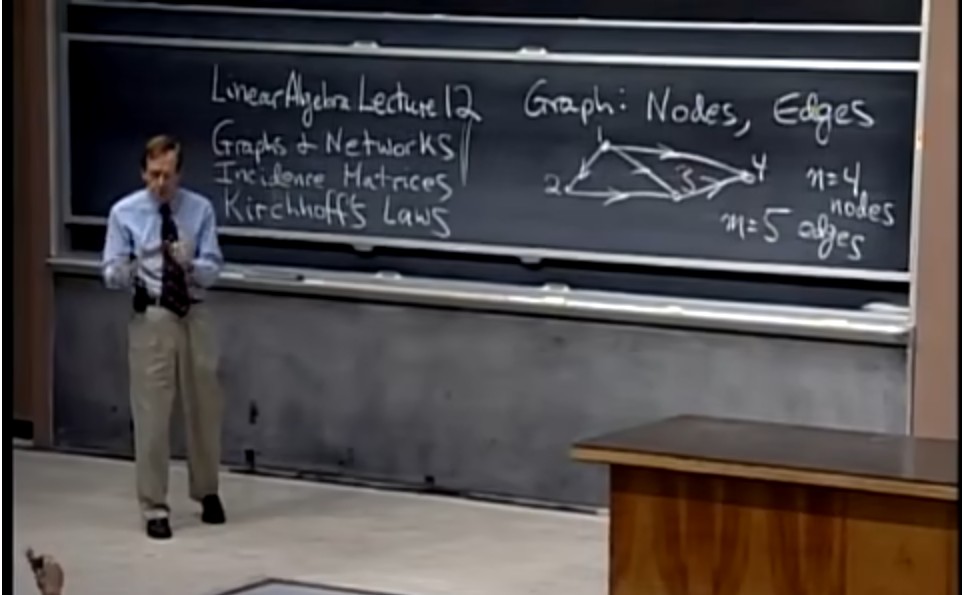 Linear Algebra Lecture 12
Graphs & Networks
Incidence Matrices
Kirchhoff's Laws
Graph: Nodes, Edges
1
2
3
4
n=4
nodes
m=5 edges